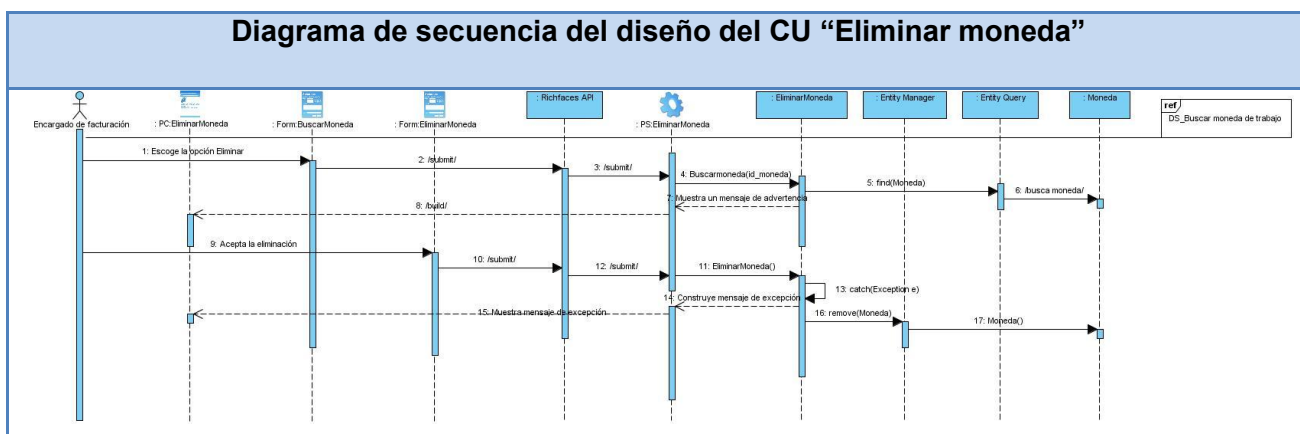 Diagrama de secuencia del diseño del CU “Eliminar moneda”
Encargado de facturación
: PC:EliminarMoneda
: Form:BuscarMoneda
: Form:EliminarMoneda
: Richfaces API
: PS:EliminarMoneda
: EliminarMoneda
: Entity Manager
: Entity Query
: Moneda
ref
DS_Buscar moneda de trabajo
1: Escoge la opción Eliminar
2: /submit/
3: /submit/
4: Buscarmoneda(id_moneda)
5: find(Moneda)
6: /busca moneda/
7: Muestra un mensaje de advertencia
8: /build/
9: Acepta la eliminación
10: /submit/
12: /submit/
11: EliminarMoneda()
13: catch(Exception e)
14: Construye mensaje de excepción
15: Muestra mensaje de excepción
16: remove(Moneda)
17: Moneda()